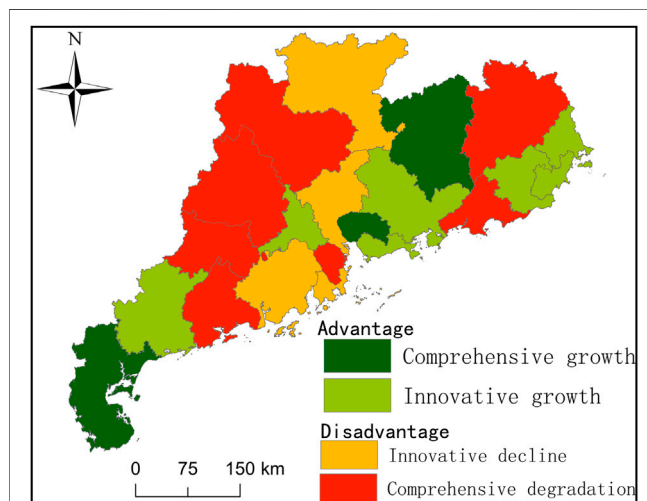 N
Advantage
Comprehensive growth
Innovative growth
Disadvantage
Innovative decline
Comprehensive degradation
0 75 150 km